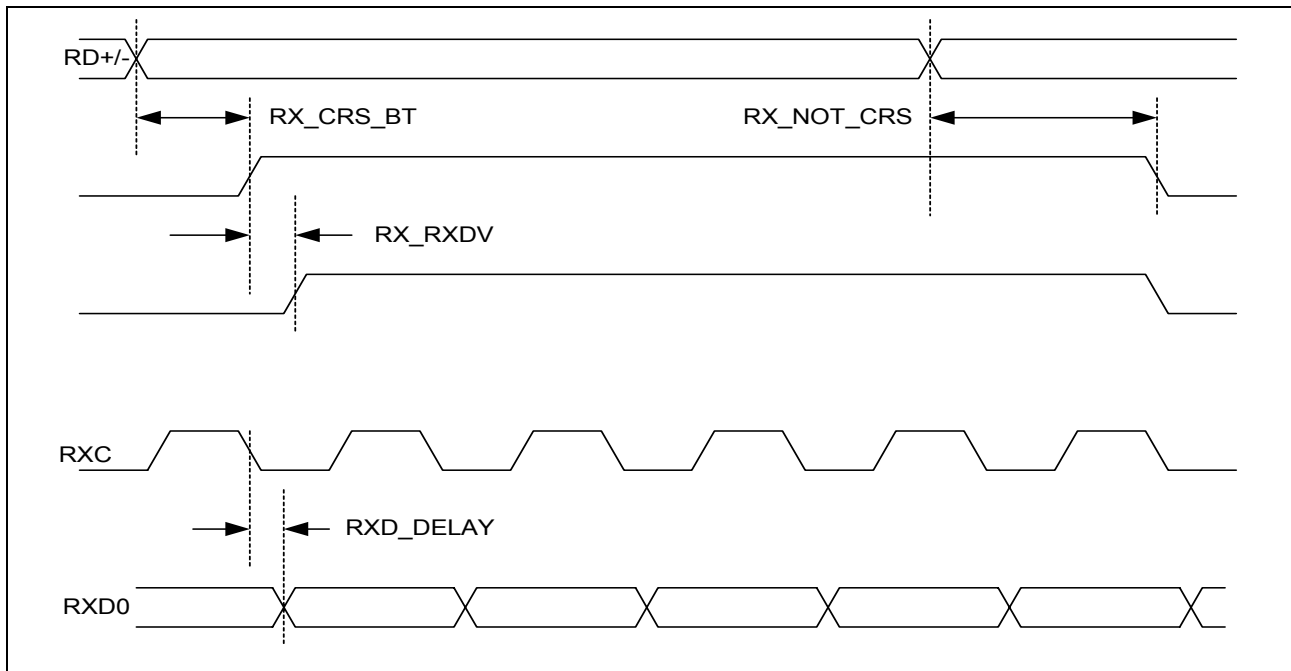 RD+/-
RX_CRS_BT
RX_NOT_CRS
RX_RXDV
RXC
RXD_DELAY
RXD0